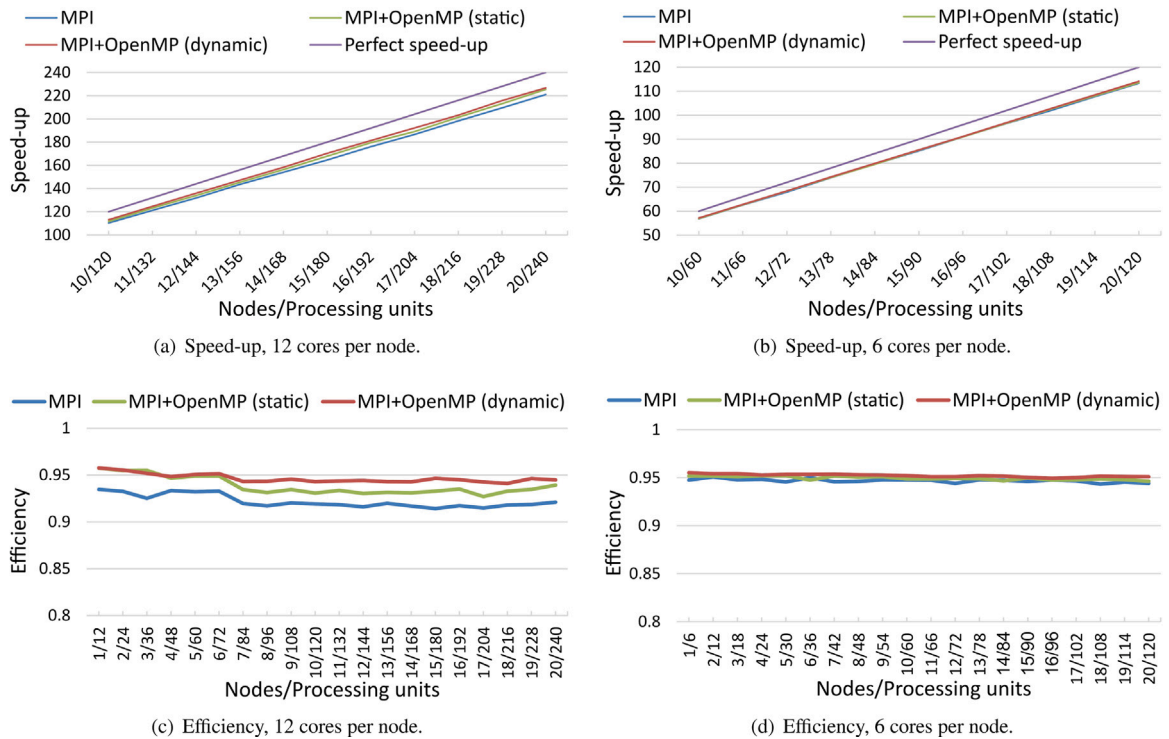 MPI MPI+OpenMP (static)
MPI+OpenMP (dynamic) Perfect speed-up
Speed-up
240
220
200
180
160
140
120
100
10/120 11/132 12/144 13/156 14/168 15/180 16/192 17/204 18/216 19/228 20/240
Nodes/Processing units
(a) Speed-up, 12 cores per node.
MPI MPI+OpenMP (static)
MPI+OpenMP (dynamic) Perfect speed-up
Speed-up
120
110
100
90
80
70
60
50
10/60 11/66 12/72 13/78 14/84 15/90 16/96 17/102 18/108 19/114 20/120
Nodes/Processing units
(b) Speed-up, 6 cores per node.
MPI MPI+OpenMP (static) MPI+OpenMP (dynamic)
Efficiency
1
0.95
0.9
0.85
0.8
1/12 2/24 3/36 4/48 5/60 6/72 7/84 8/96 9/108 10/120 11/132 12/144 13/156 14/168 15/180 16/192 17/204 18/216 19/228 20/240
Nodes/Processing units
(c) Efficiency, 12 cores per node.
MPI MPI+OpenMP (static) MPI+OpenMP (dynamic)
Efficiency
1
0.95
0.9
0.85
0.8
1/6 2/12 3/18 4/24 5/30 6/36 7/42 8/48 9/54 10/60 11/66 12/72 13/78 14/84 15/90 16/96 17/102 18/108 19/114 20/120
Nodes/Processing units
(d) Efficiency, 6 cores per node.